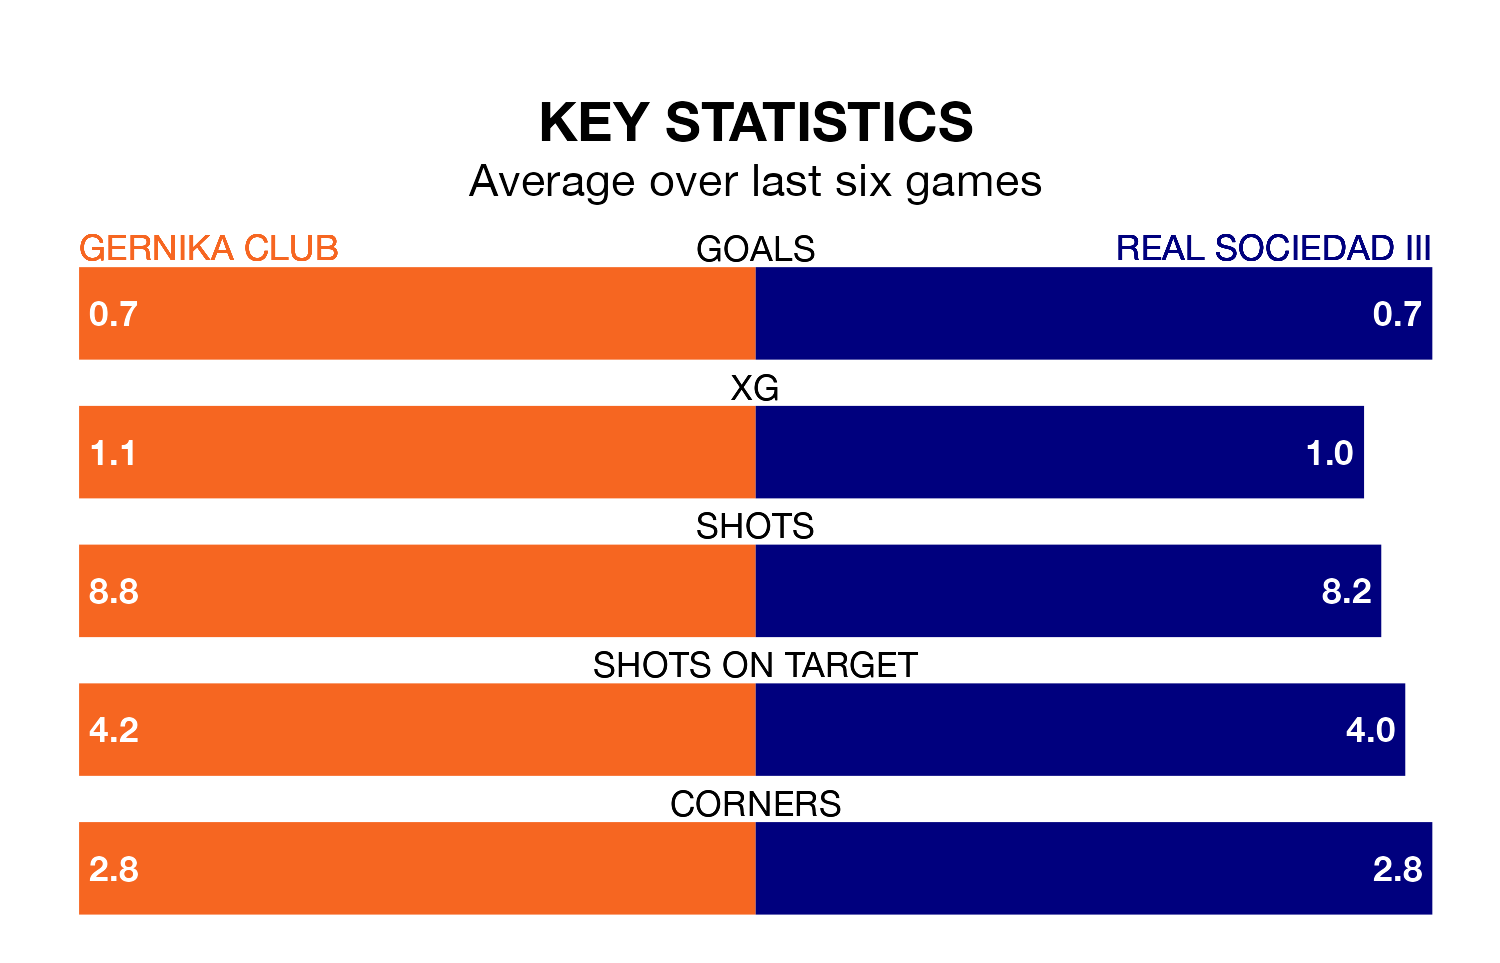 KEY STATISTICS
Average over last six games
GERNIKA CLUB GOALS REAL SOCIEDAD III
0.7 0.7
XG
1.1 1.0
SHOTS
8.8 8.2
SHOTS ON TARGET
4.2 4.0
CORNERS
2.8 2.8